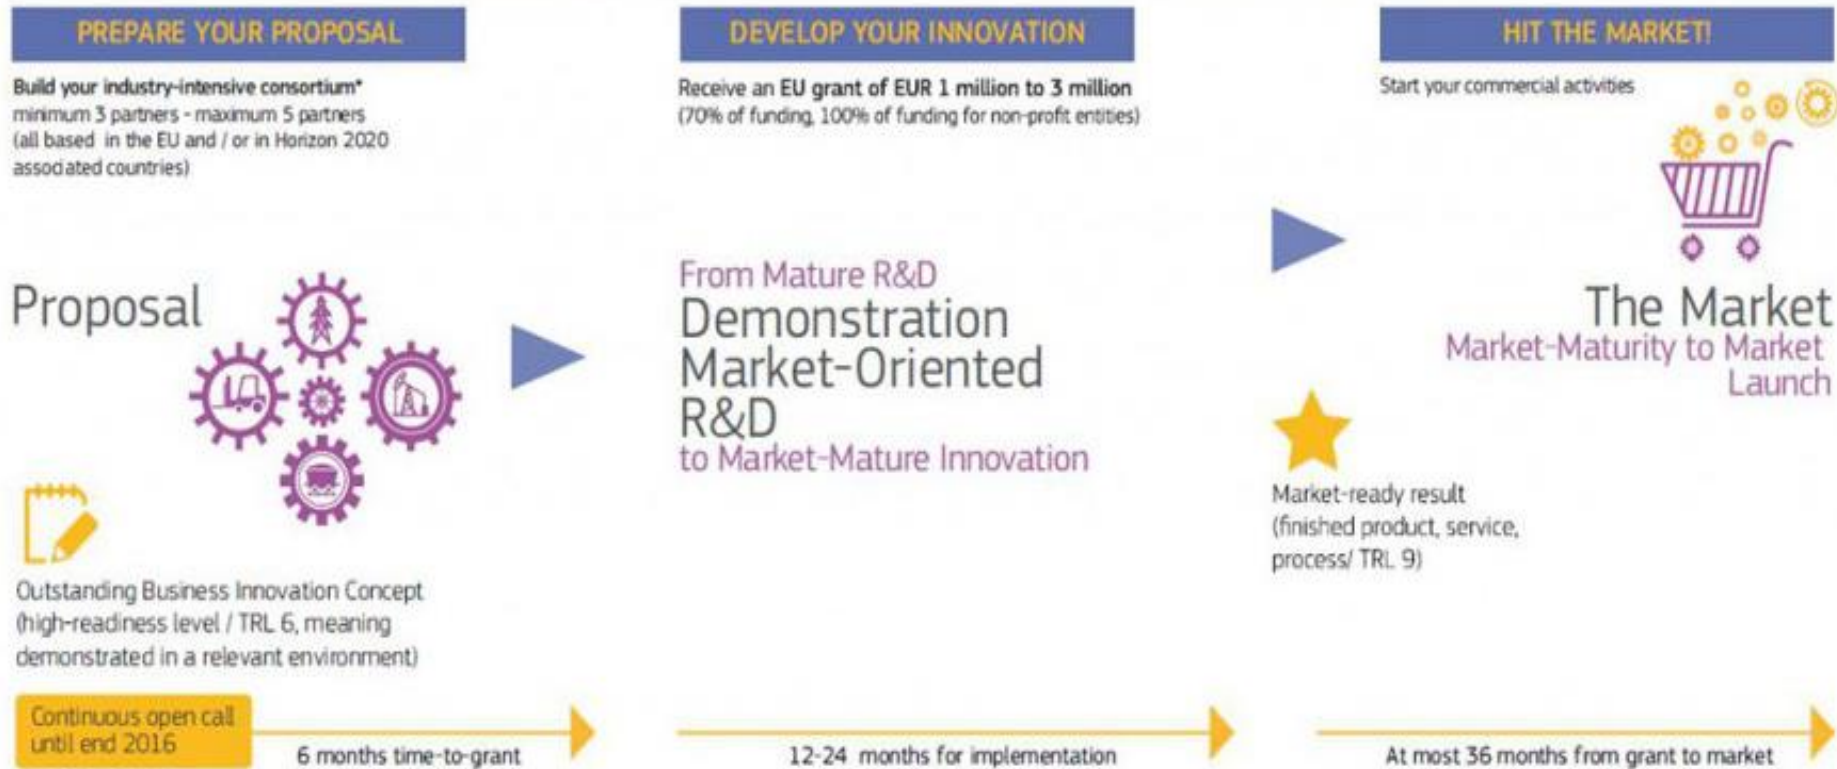 PREPARE YOUR PROPOSAL
Build your industry-intensive consortium*
minimum 3 partners - maximum 5 partners
(all based in the EU and / or in Horizon 2020
associated countries)
Proposal
Outstanding Business Innovation Concept
(high-readiness level / TRL 6, meaning
demonstrated in a relevant environment)
Continuous open call
until end 2016
6 months time-to-grant
DEVELOP YOUR INNOVATION
Receive an EU grant of EUR 1 million to 3 million
(70% of funding, 100% of funding for non-profit entities)
From Mature R&D
Demonstration
Market-Oriented
R&D
to Market-Mature Innovation
12-24 months for implementation
HIT THE MARKET!
Start your commercial activities
The Market
Market-Maturity to Market
Launch
Market-ready result
(finished product, service,
process/ TRL 9)
At most 36 months from grant to market